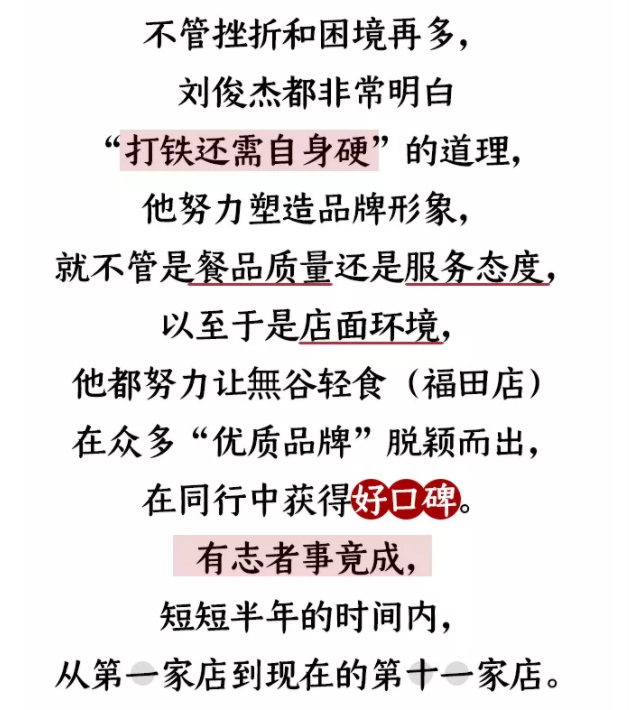 不管挫折和困境再多，
刘俊杰都非常明白
“打铁还需自身硬”的道理，
他努力塑造品牌形象，
就不管是餐品质量还是服务态度，
以至于是店面环境，
他都努力让無谷轻食（福田店）
在众多“优质品牌”脱颖而出，
在同行中获得好口碑。
有志者事竟成，
短短半年的时间内，
从第一家店到现在的第十一家店。